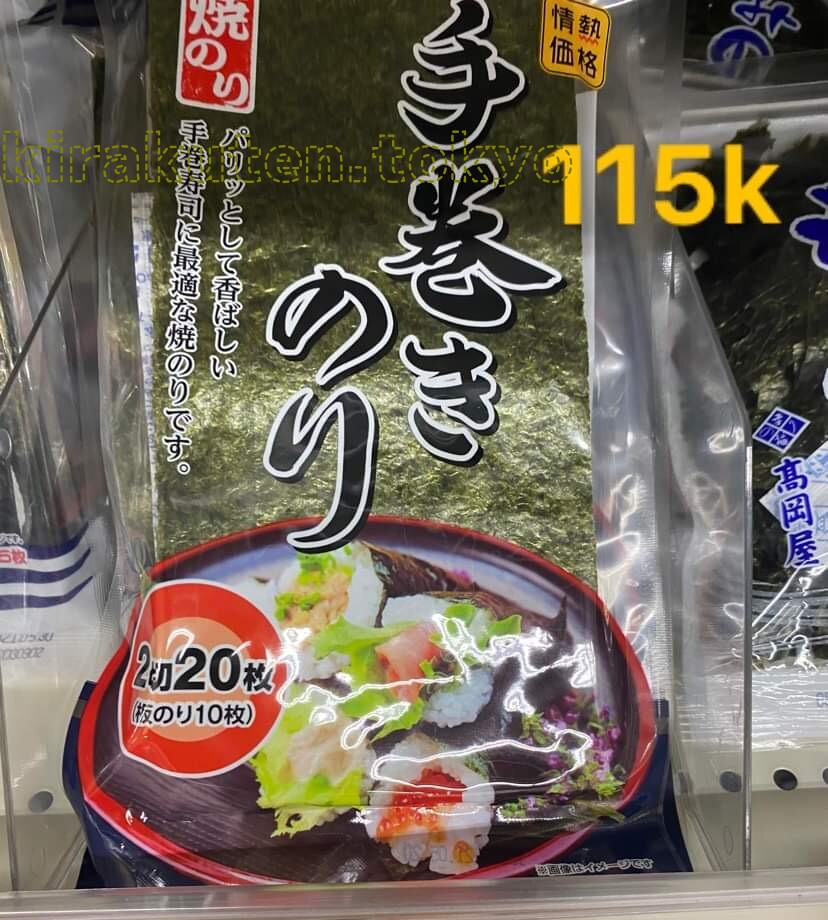 焼のり
手巻き
のり
情熱
価格
パリッとして香ばしい
手巻寿司に最適な焼のりです。
kirakuten.tokyo
115k
髙岡屋
2切20枚
(板のり10枚)
※画像はイメージです